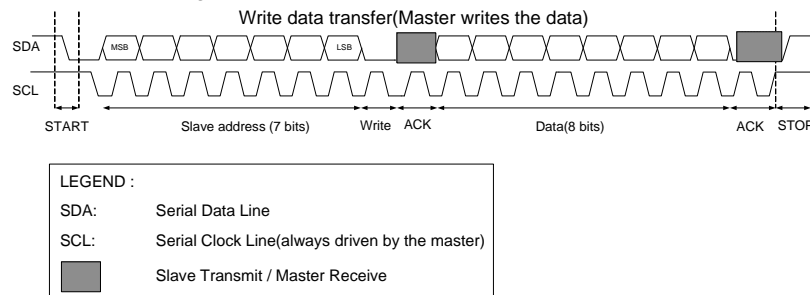 Write data transfer(Master writes the data)
SDA
MSB
LSB
SCL
START
Slave address (7 bits)
Write
ACK
Data(8 bits)
ACK
STOP
LEGEND :
SDA: Serial Data Line
SCL: Serial Clock Line(always driven by the master)
Slave Transmit / Master Receive